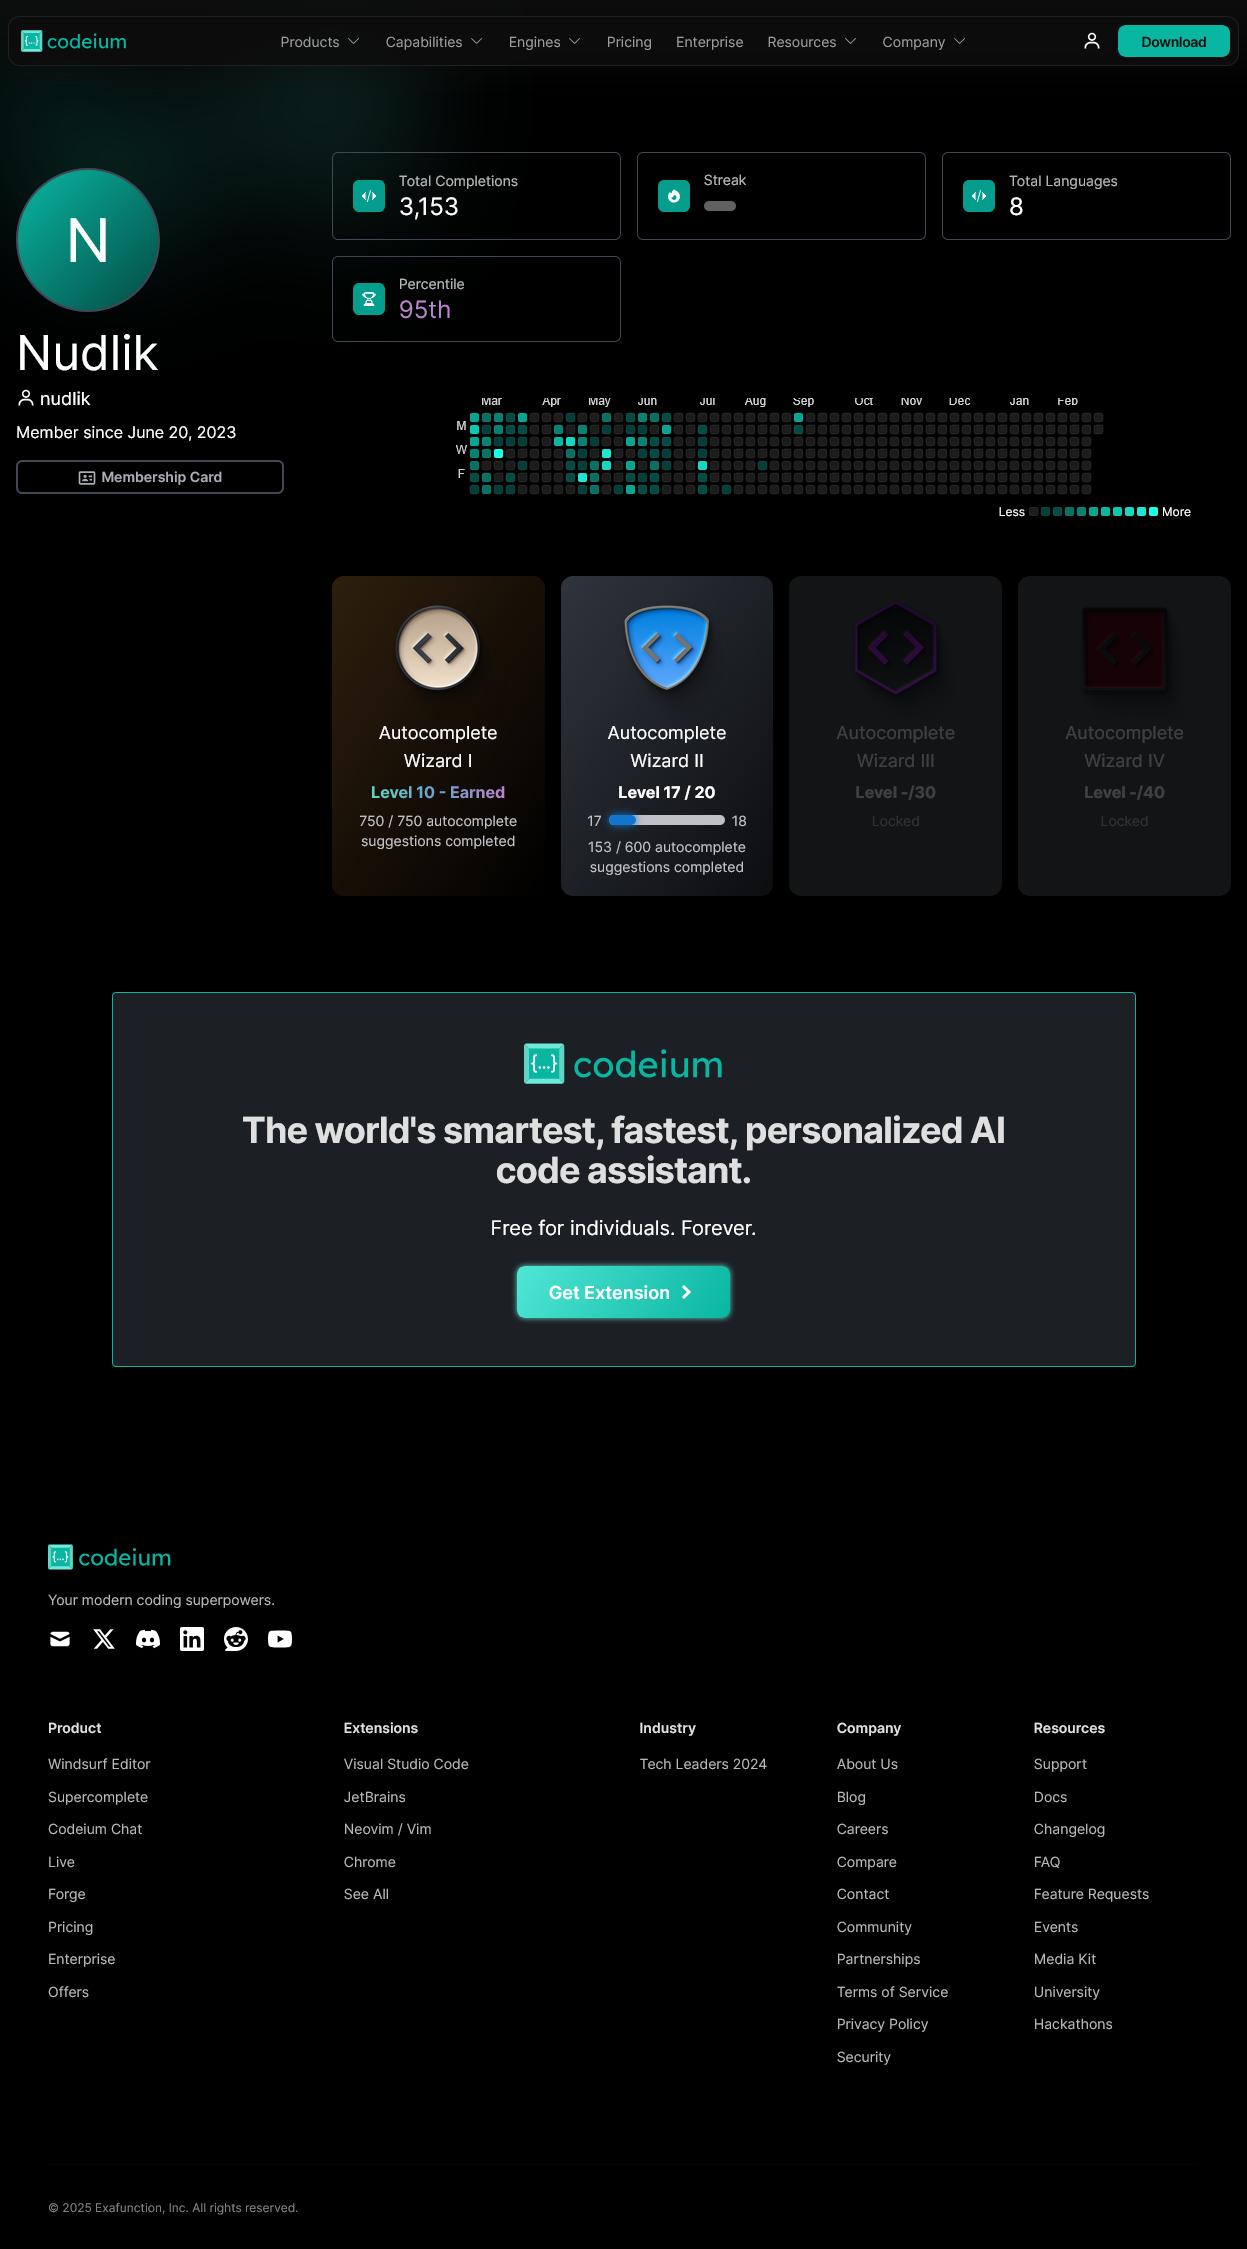 codeium
Products
Capabilities
Engines
Pricing
Enterprise
Resources
Company
Download
N
Nudlik
nudlik
Member since June 20, 2023
Membership Card
Total Completions
3,153
Streak
Total Languages
8
Percentile
95th
Mar Apr May Jun Jul Aug Sep Oct Nov Dec Jan Feb
M
W
F
Less
More
Autocomplete
Wizard I
Level 10 - Earned
750 / 750 autocomplete
suggestions completed
Autocomplete
Wizard II
Level 17 / 20
17
18
153 / 600 autocomplete
suggestions completed
Autocomplete
Wizard III
Level -/30
Locked
Autocomplete
Wizard IV
Level -/40
Locked
{...} codeium
The world's smartest, fastest, personalized AI
code assistant.
Free for individuals. Forever.
Get Extension
codeium
Your modern coding superpowers.
Product
Windsurf Editor
Supercomplete
Codeium Chat
Live
Forge
Pricing
Enterprise
Offers
Extensions
Visual Studio Code
JetBrains
Neovim / Vim
Chrome
See All
Industry
Tech Leaders 2024
Company
About Us
Blog
Careers
Compare
Contact
Community
Partnerships
Terms of Service
Privacy Policy
Security
Resources
Support
Docs
Changelog
FAQ
Feature Requests
Events
Media Kit
University
Hackathons
© 2025 Exafunction, Inc. All rights reserved.